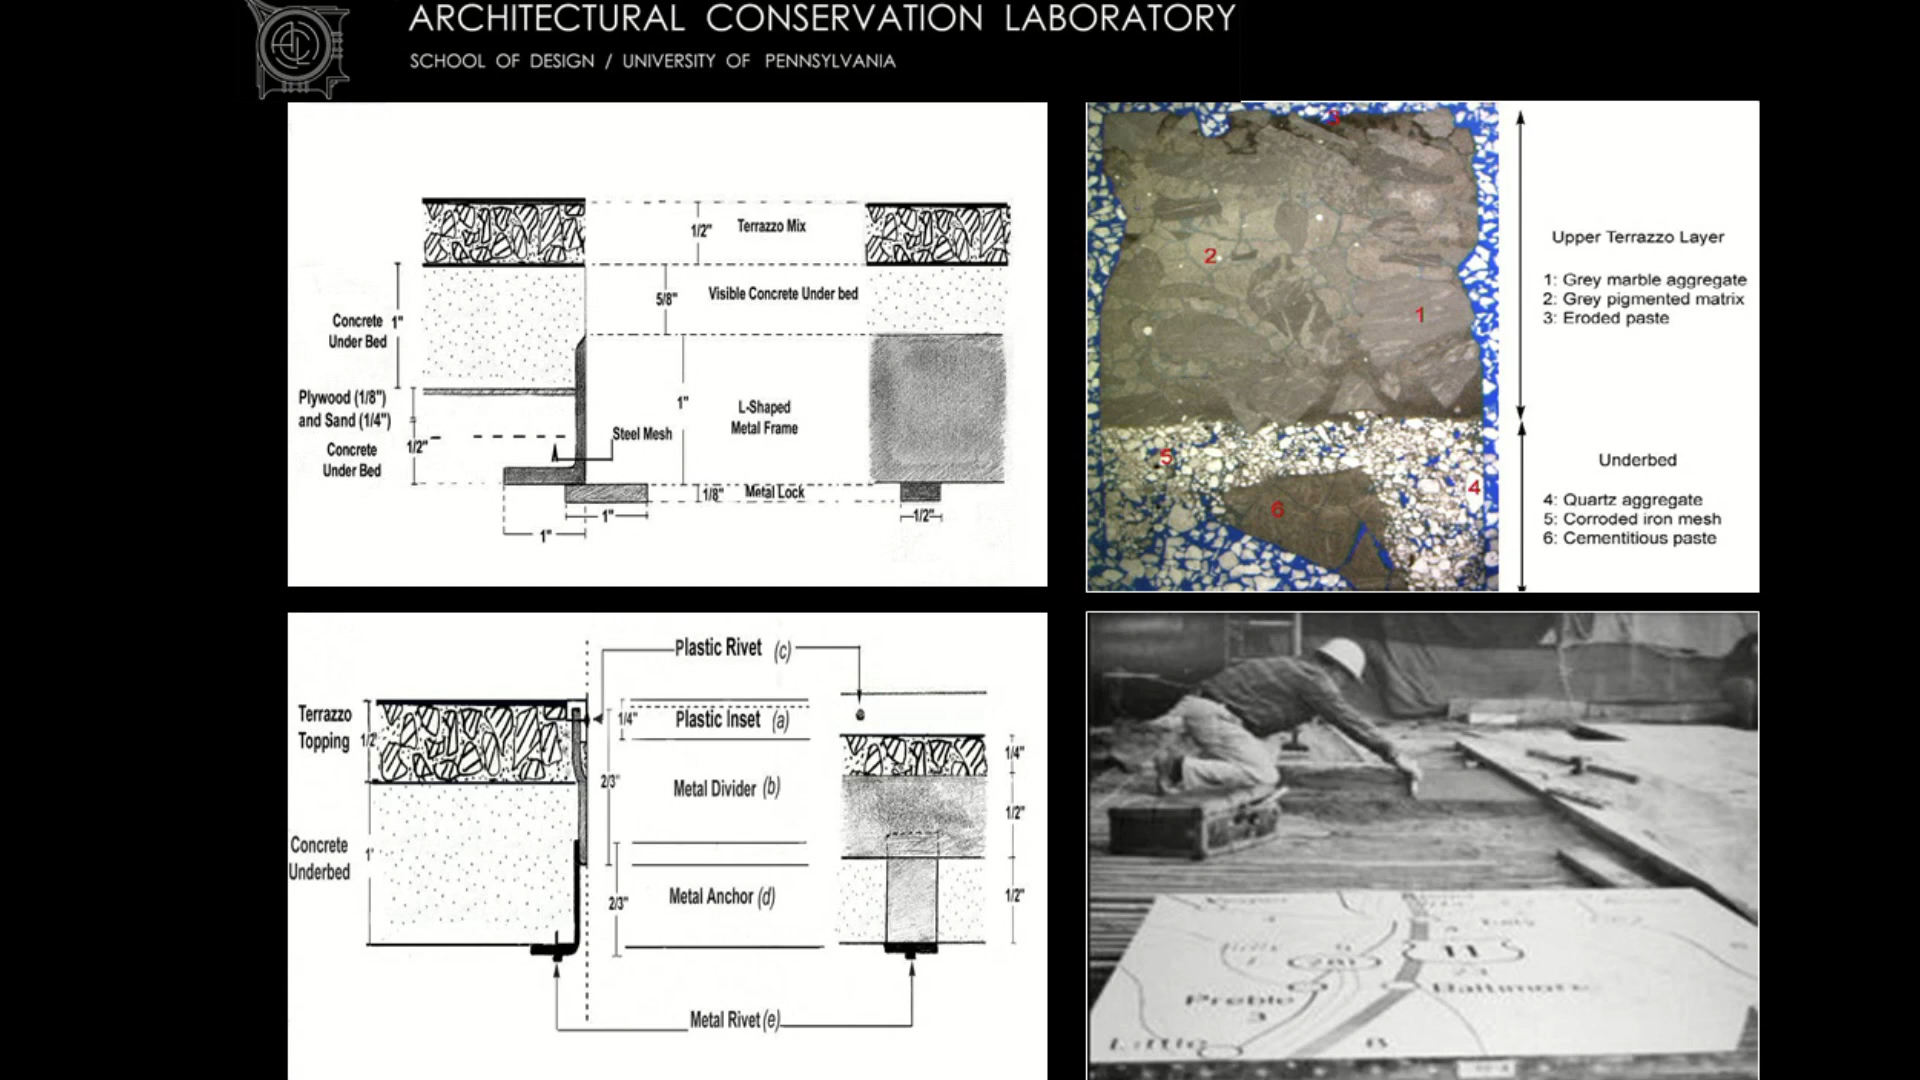 ARCHITECTURAL CONSERVATION LABORATORY
SCHOOL OF DESIGN / UNIVERSITY OF PENNSYLVANIA
1/2"
Terrazzo Mix
5/8"
Visible Concrete Under bed
Concrete
Under Bed
1"
Plywood (1/8")
and Sand (1/4")
Concrete
Under Bed
1/2"
Steel Mesh
1"
L-Shaped
Metal Frame
1/8"
Metal Lock
1"
1"
1/2"
3
2
1
5
4
6
Upper Terrazzo Layer
1: Grey marble aggregate
2: Grey pigmented matrix
3: Eroded paste
Underbed
4: Quartz aggregate
5: Corroded iron mesh
6: Cementitious paste
Plastic Rivet (c)
Terrazzo
Topping
1/2"
1/4"
Plastic Inset (a)
2/3"
Metal Divider (b)
1/4"
1/2"
Concrete
Underbed
1"
2/3"
Metal Anchor (d)
1/2"
Metal Rivet (e)
11
Preble
Baltimore
Little